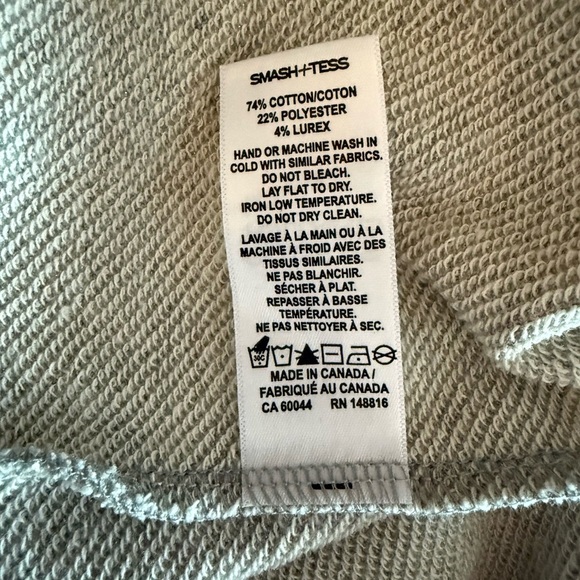 SMASH+TESS
74% COTTON/COTON
22% POLYESTER
4% LUREX
HAND OR MACHINE WASH IN
COLD WITH SIMILAR FABRICS.
DO NOT BLEACH.
LAY FLAT TO DRY.
IRON LOW TEMPERATURE.
DO NOT DRY CLEAN.
LAVAGE À LA MAIN OU À LA
MACHINE À FROID AVEC DES
TISSUS SIMILAIRES.
NE PAS BLANCHIR.
SÉCHER À PLAT.
REPASSER À BASSE
TEMPÉRATURE.
NE PAS NETTOYER À SEC.
30C
MADE IN CANADA /
FABRIQUÉ AU CANADA
CA 60044 RN 148816